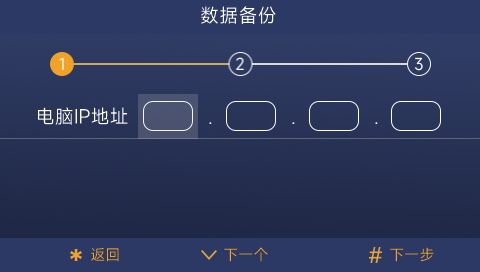 数据备份
1 2 3
电脑IP地址 . . .
* 返回 下一个 # 下一步